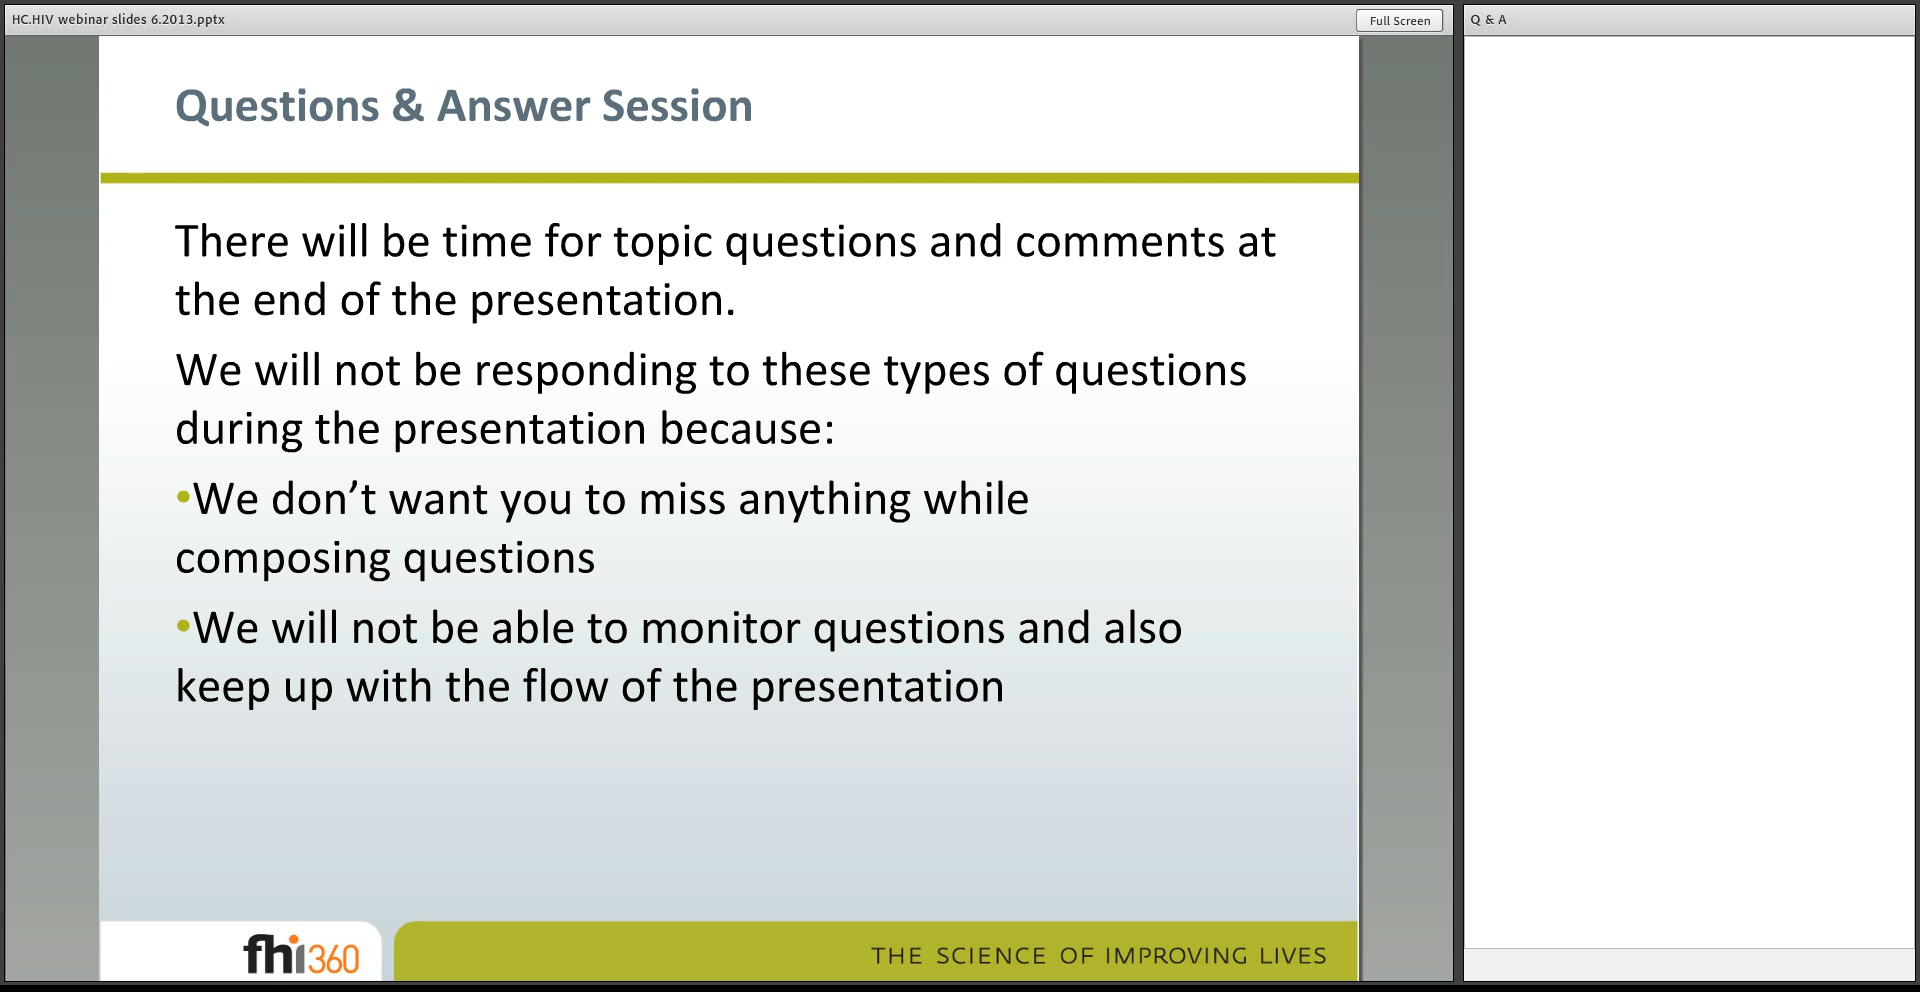 HC.HIV webinar slides 6.2013.pptx
Full Screen
Q & A
Questions & Answer Session
There will be time for topic questions and comments at
the end of the presentation.
We will not be responding to these types of questions
during the presentation because:
•We don’t want you to miss anything while
composing questions
•We will not be able to monitor questions and also
keep up with the flow of the presentation
fhi360
THE SCIENCE OF IMPROVING LIVES